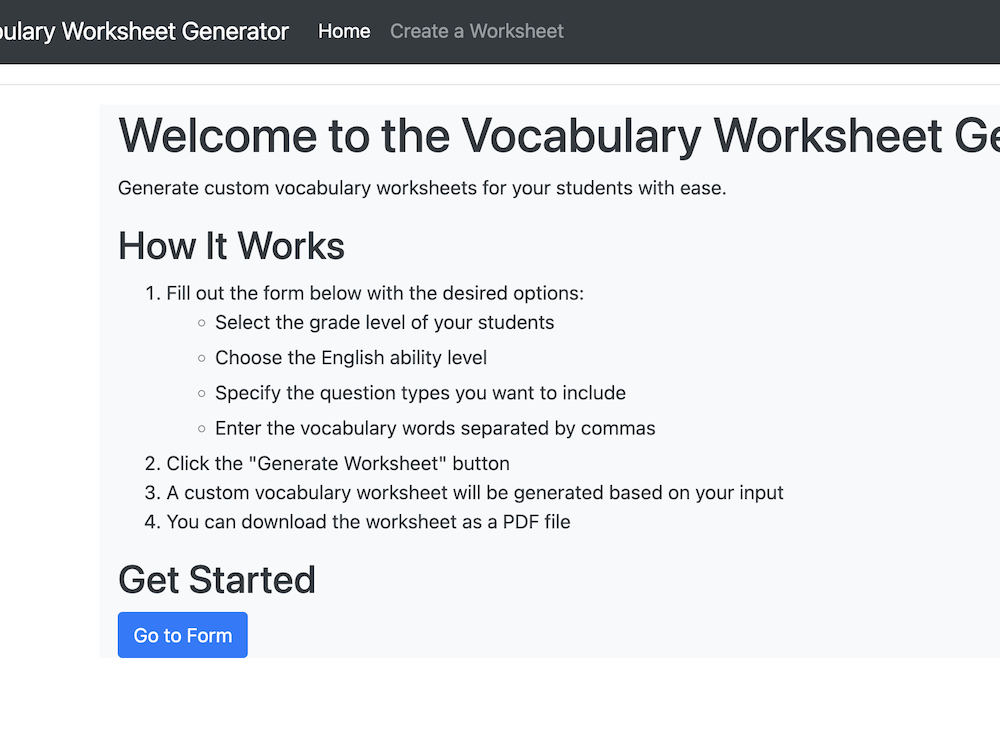 Worksheet Generator Home Create a Worksheet
Welcome to the Vocabulary Worksheet
Generate custom vocabulary worksheets for your students with ease.
How It Works
1. Fill out the form below with the desired options:
◦ Select the grade level of your students
◦ Choose the English ability level
◦ Specify the question types you want to include
◦ Enter the vocabulary words separated by commas
2. Click the "Generate Worksheet" button
3. A custom vocabulary worksheet will be generated based on your input
4. You can download the worksheet as a PDF file
Get Started
Go to Form